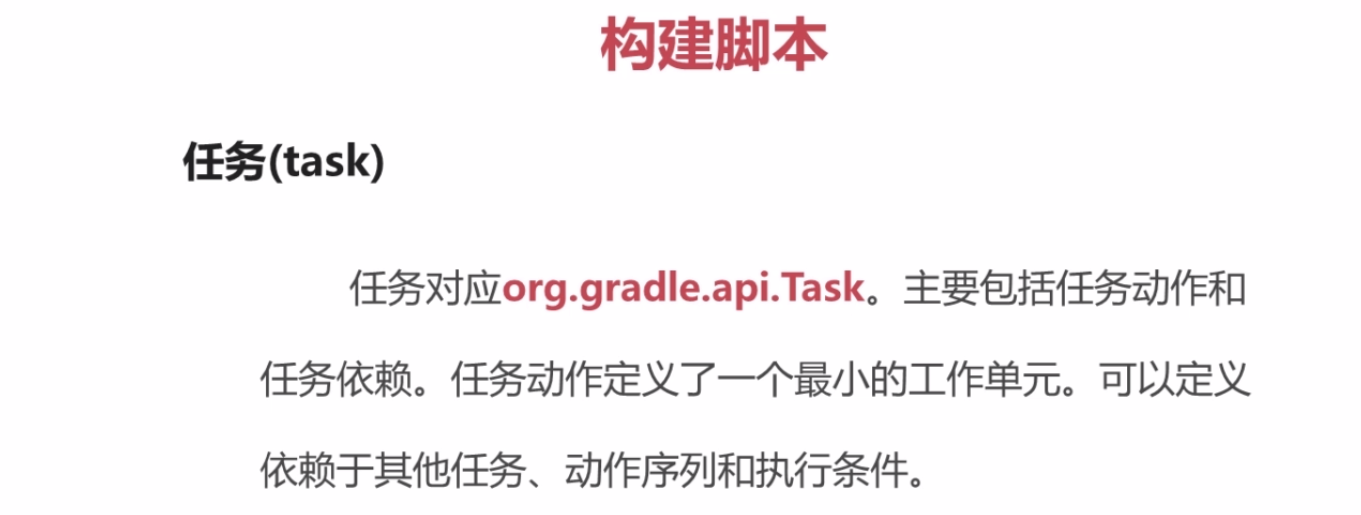 构建脚本
任务(task)
任务对应org.gradle.api.Task。主要包括任务动作和
任务依赖。任务动作定义了一个最小的工作单元。可以定义
依赖于其他任务、动作序列和执行条件。